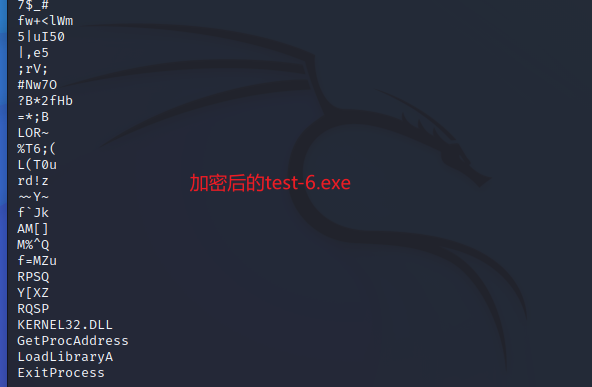 7$_#
fw+<lWm
5|uI50
|,e5
;rV;
#Nw7O
?B*2fHb
=*;B
LOR~
%T6;(
L(T0u
rd!z
~~Y~
f`Jk
AM[]
M%^Q
f=MZu
RPSQ
Y[XZ
RQSP
KERNEL32.DLL
GetProcAddress
LoadLibraryA
ExitProcess
加密后的test-6.exe